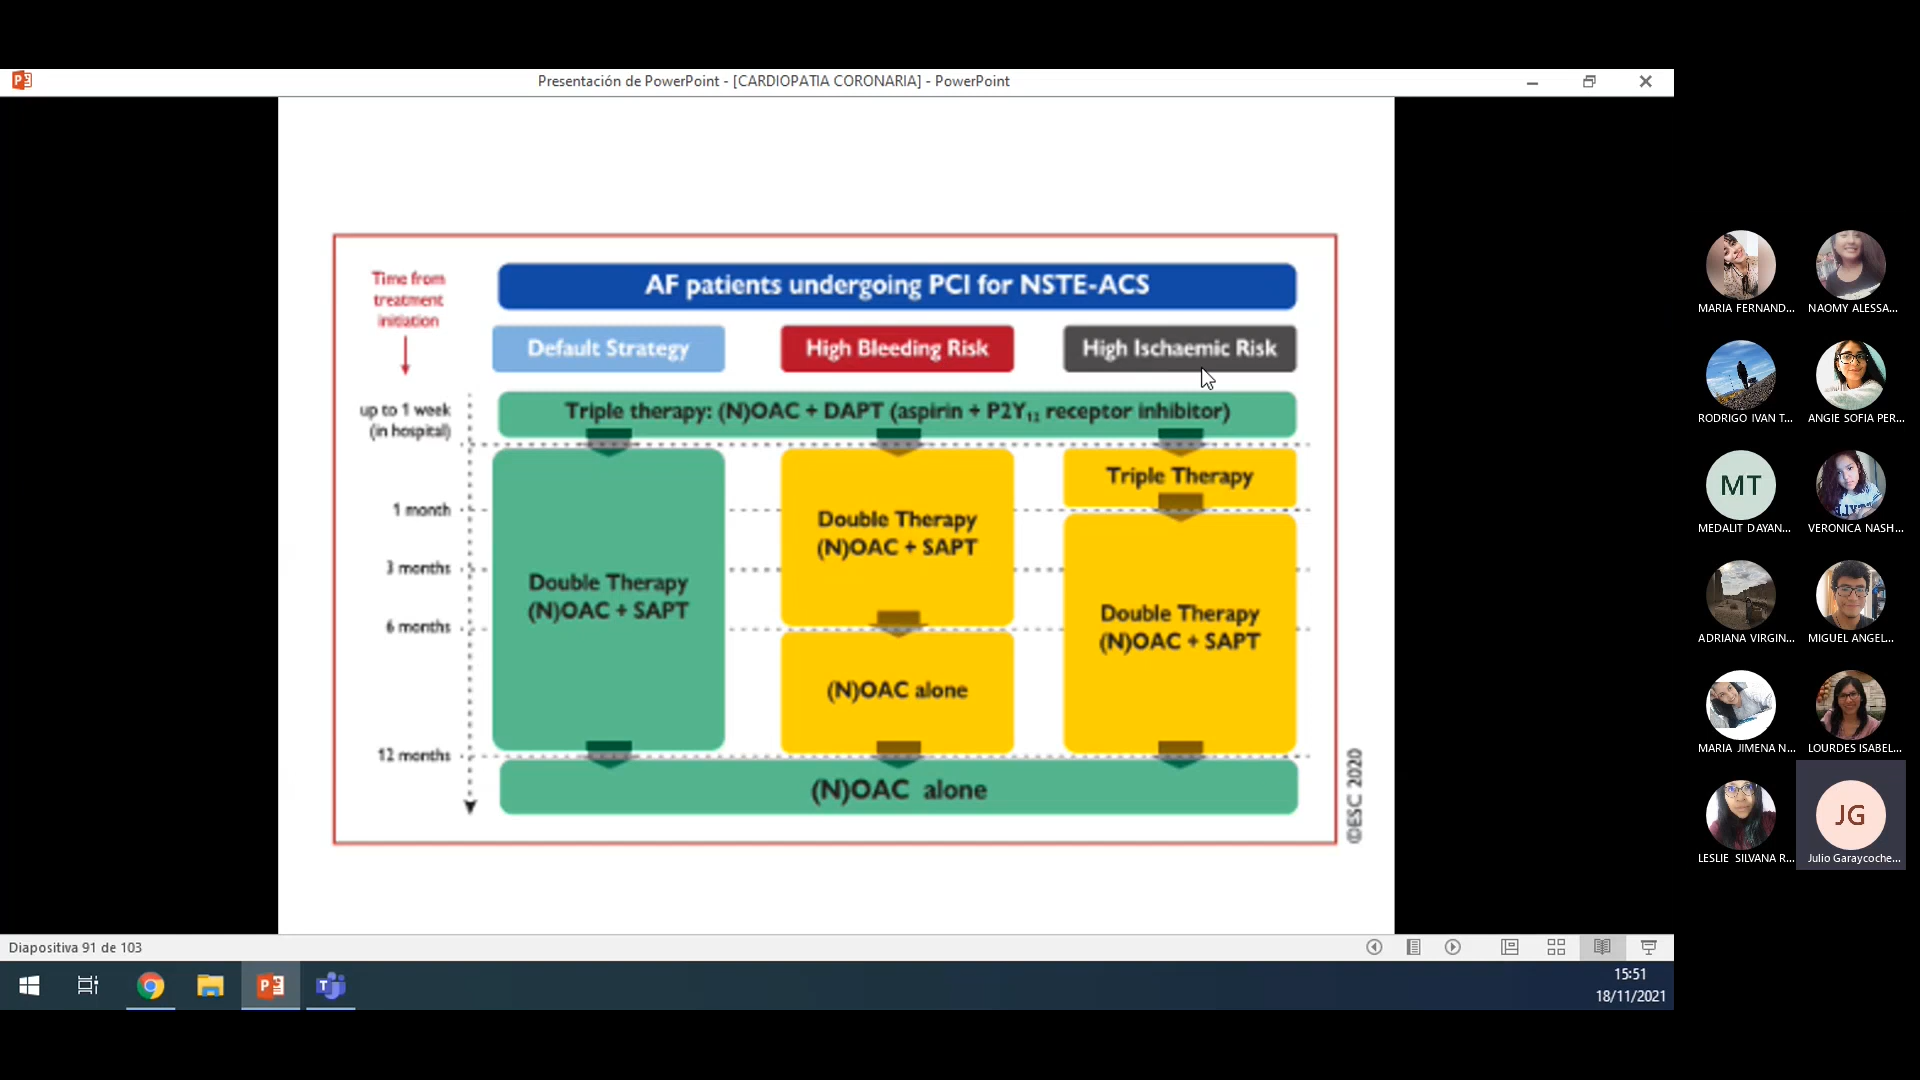 Presentación de PowerPoint - [CARDIOPATIA CORONARIA] - PowerPoint
Time from
treatment
initiation
AF patients undergoing PCI for NSTE-ACS
Default Strategy
High Bleeding Risk
High Ischaemic Risk
up to 1 week
(in hospital)
Triple therapy: (N)OAC + DAPT (aspirin + P2Y₁₂ receptor inhibitor)
Triple Therapy
1 month
Double Therapy
(N)OAC + SAPT
3 months
Double Therapy
(N)OAC + SAPT
6 months
Double Therapy
(N)OAC + SAPT
(N)OAC alone
12 months
(N)OAC alone
©ESC 2020
MARIA FERNAND...
NAOMY ALESSA...
RODRIGO IVAN T...
ANGIE SOFIA PER...
MT
MEDALIT DAYAN...
VERONICA NASH...
ADRIANA VIRGIN...
MIGUEL ANGEL...
MARIA JIMENA N...
LOURDES ISABEL...
LESLIE SILVANA R...
JG
Julio Garaycoche...
Diapositiva 91 de 103
15:51
18/11/2021